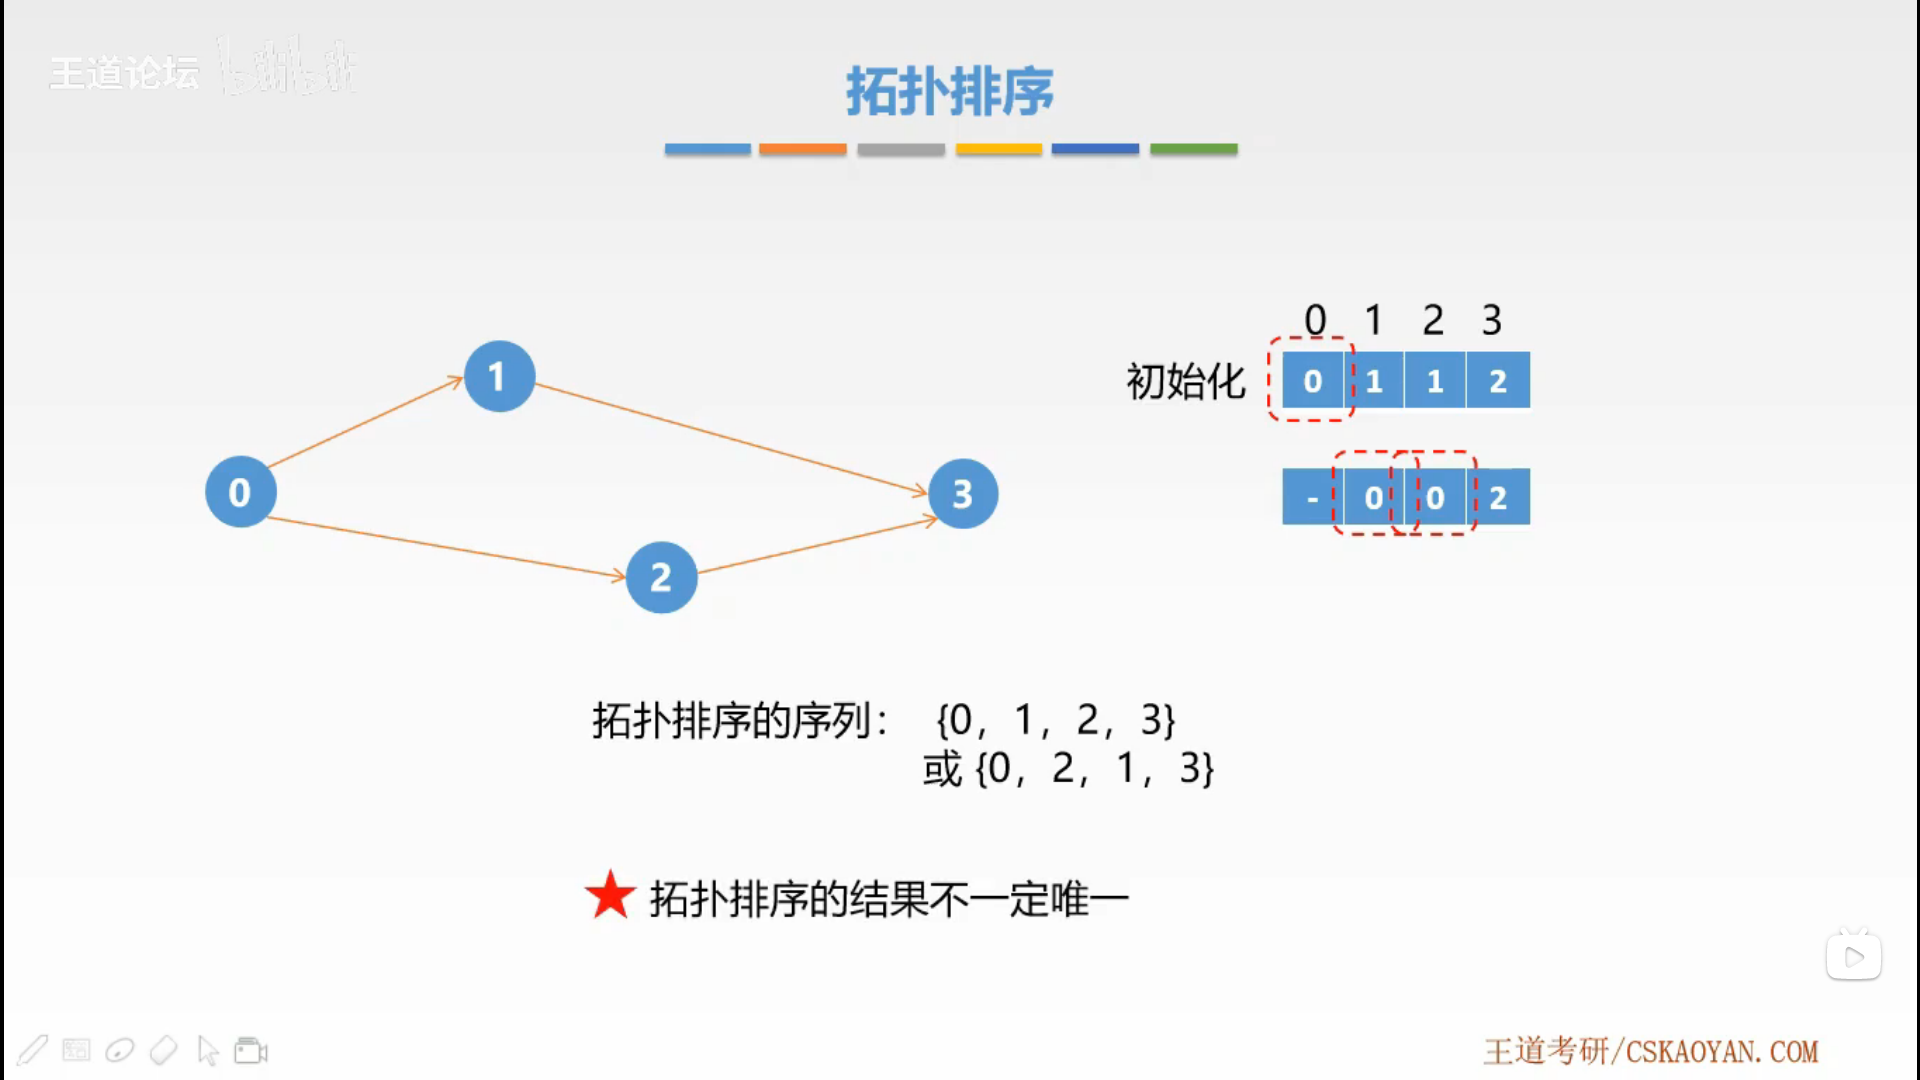 王道论坛 bilibili
拓扑排序
0 1 2 3
初始化 0 1 1 2
- 0 0 2
1
0
3
2
拓扑排序的序列： {0，1，2，3}
或 {0，2，1，3}
★ 拓扑排序的结果不一定唯一
王道考研/CSKAOYAN.COM